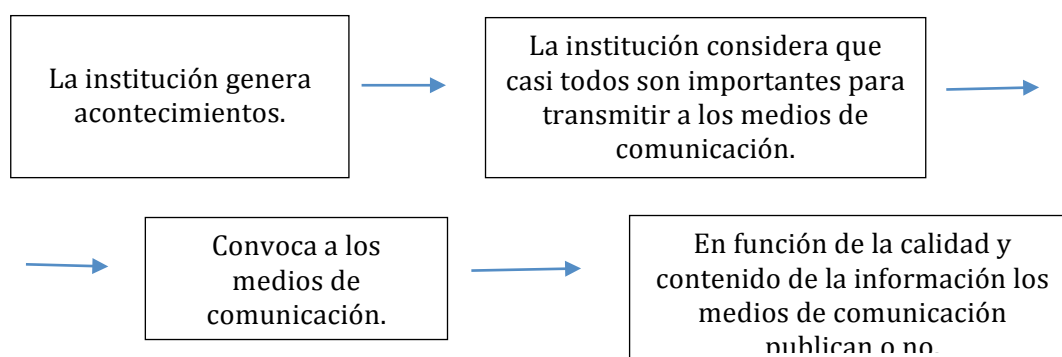 La institución genera
acontecimientos.
La institución considera que
casi todos son importantes para
transmitir a los medios de
comunicación.
Convoca a los
medios de
comunicación.
En función de la calidad y
contenido de la información los
medios de comunicación
publican o no.